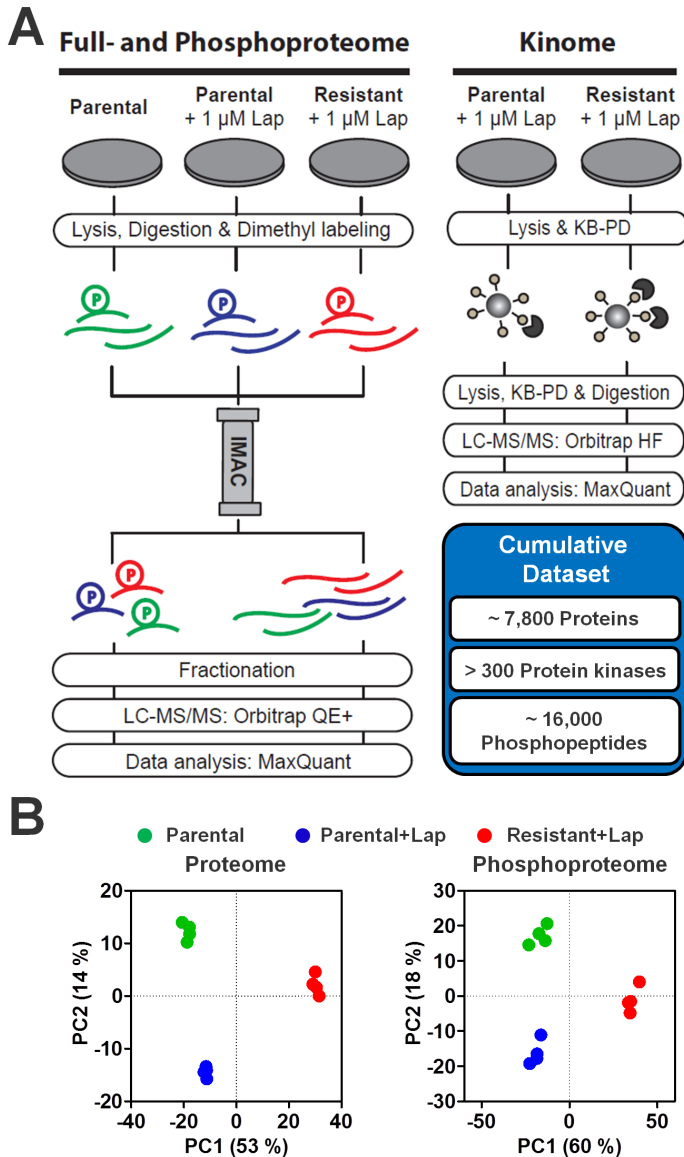 A
Full- and Phosphoproteome
Parental
Parental
+ 1 µM Lap
Resistant
+ 1 µM Lap
Lysis, Digestion & Dimethyl labeling
P
P
P
IMAC
P
P
P
Fractionation
LC-MS/MS: Orbitrap QE+
Data analysis: MaxQuant
Kinome
Parental
+ 1 µM Lap
Resistant
+ 1 µM Lap
Lysis & KB-PD
Lysis, KB-PD & Digestion
LC-MS/MS: Orbitrap HF
Data analysis: MaxQuant
Cumulative
Dataset
~ 7,800 Proteins
> 300 Protein kinases
~ 16,000
Phosphopeptides
B
Parental
Parental+Lap
Resistant+Lap
Proteome
PC2 (14 %)
20
10
0
-10
-20
-40
-20
0
20
40
PC1 (53 %)
Phosphoproteome
PC2 (18 %)
30
20
10
0
-10
-20
-30
-50
0
50
PC1 (60 %)